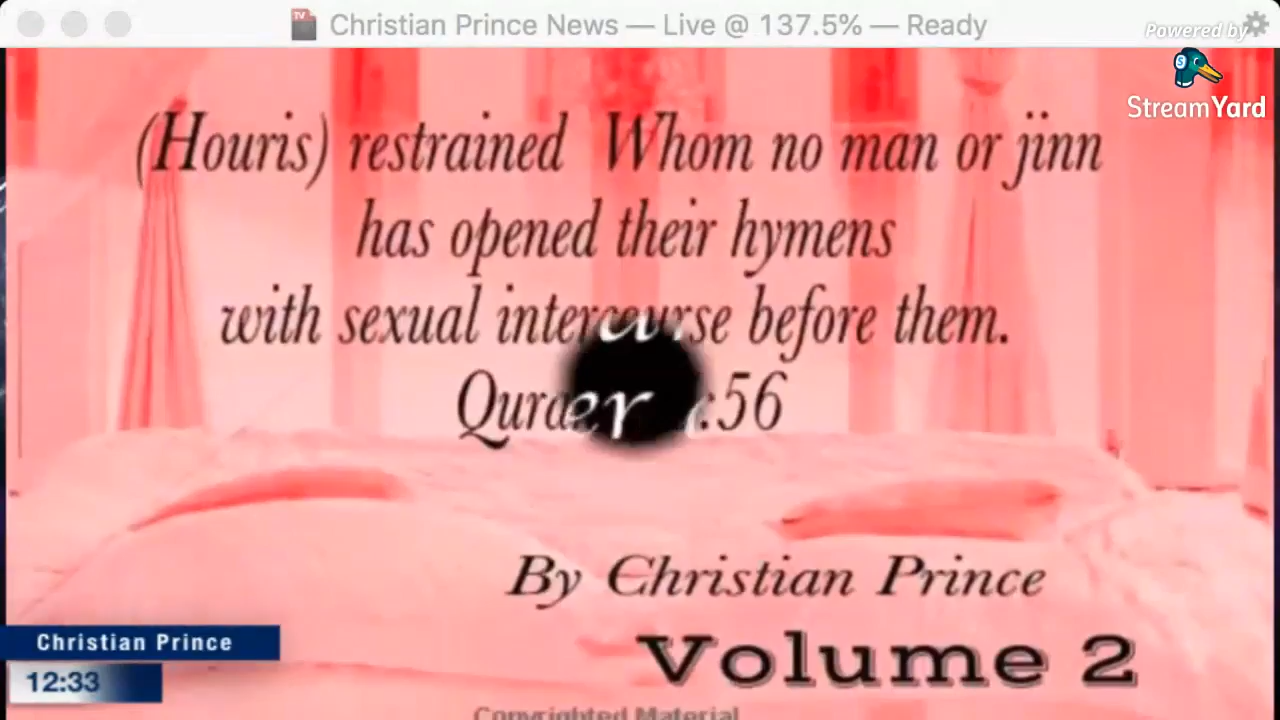 Christian Prince News — Live @ 137.5% — Ready
Powered by
StreamYard
(Houris) restrained Whom no man or jinn
has opened their hymens
with sexual intercourse before them.
:56
By Christian Prince
Volume 2
Christian Prince
12:33
Copyrighted Material